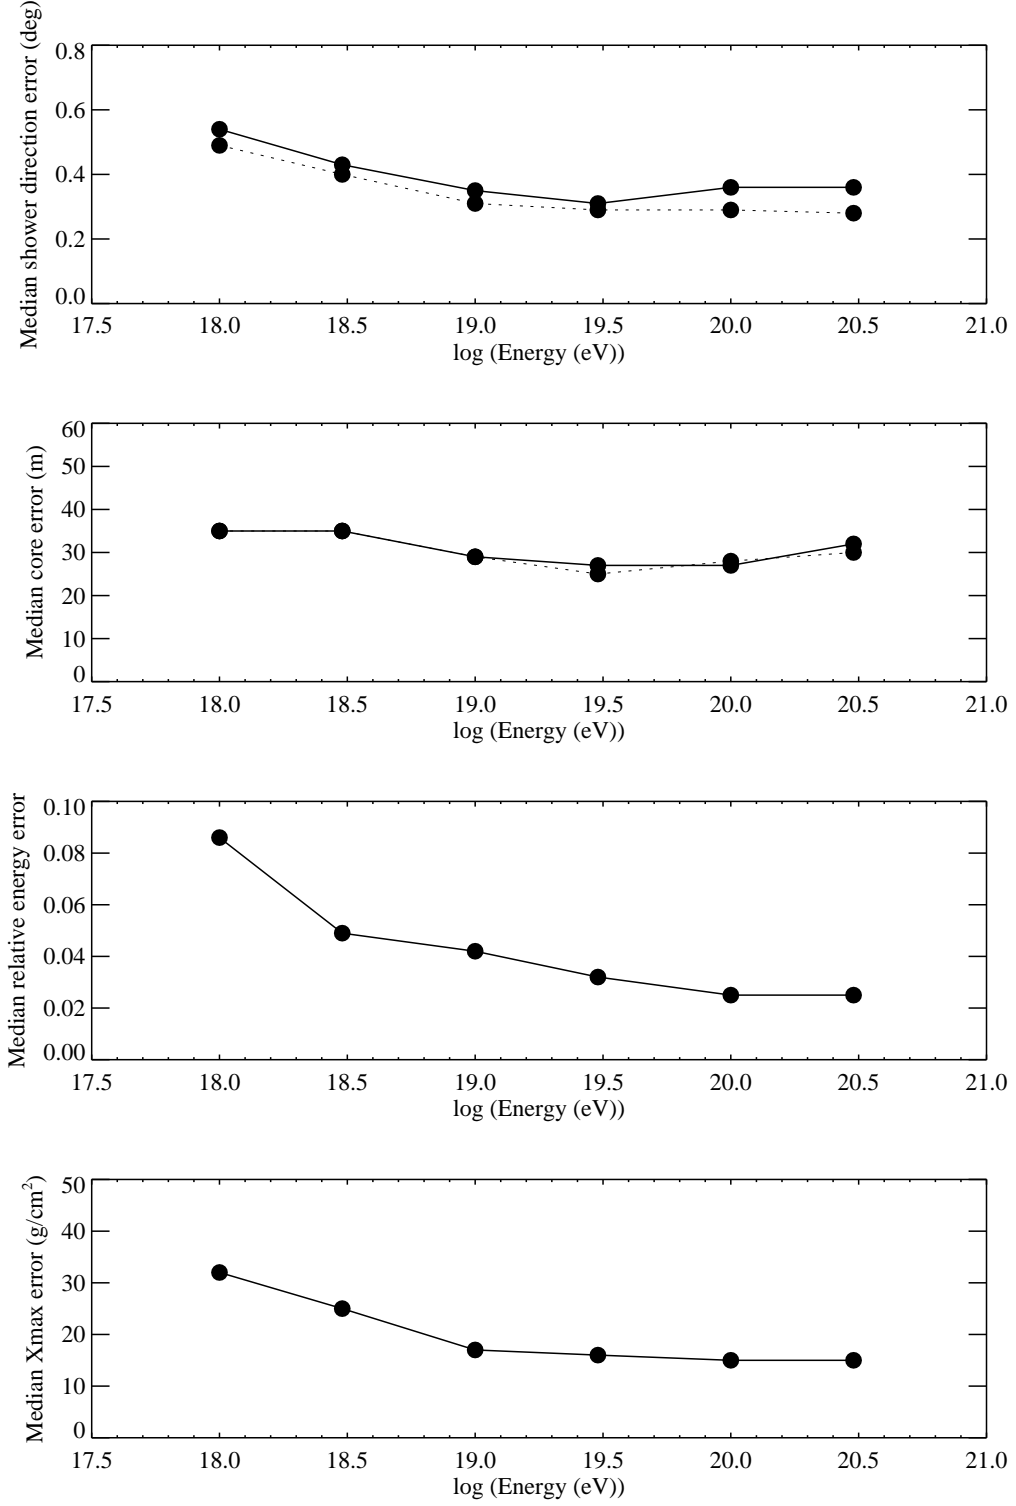 Median shower direction error (deg)
0.8
0.6
0.4
0.2
0.0
17.5 18.0 18.5 19.0 19.5 20.0 20.5 21.0
log (Energy (eV))
Median core error (m)
60
50
40
30
20
10
0
17.5 18.0 18.5 19.0 19.5 20.0 20.5 21.0
log (Energy (eV))
Median relative energy error
0.10
0.08
0.06
0.04
0.02
0.00
17.5 18.0 18.5 19.0 19.5 20.0 20.5 21.0
log (Energy (eV))
Median Xmax error (g/cm²)
50
40
30
20
10
0
17.5 18.0 18.5 19.0 19.5 20.0 20.5 21.0
log (Energy (eV))